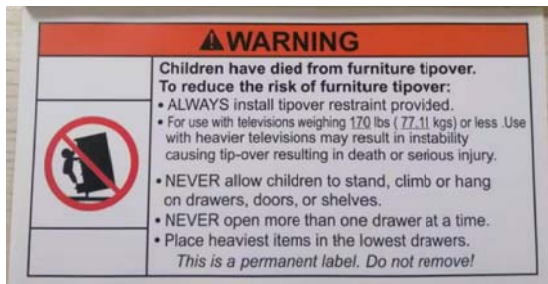 WARNING
Children have died from furniture tipover.
To reduce the risk of furniture tipover:
• ALWAYS install tipover restraint provided.
• For use with televisions weighing 170 lbs ( 77.11 kgs) or less .Use
with heavier televisions may result in instability
causing tip-over resulting in death or serious injury.
• NEVER allow children to stand, climb or hang
on drawers, doors, or shelves.
• NEVER open more than one drawer at a time.
• Place heaviest items in the lowest drawers.
This is a permanent label. Do not remove!